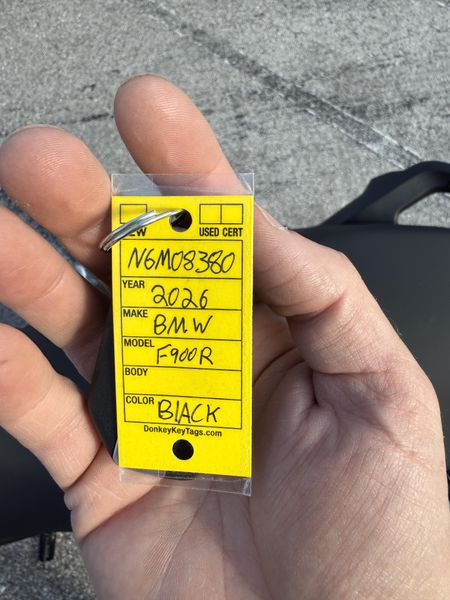 EW USED CERT
N6M08380
YEAR 2026
MAKE BMW
MODEL F900R
BODY
COLOR BLACK
DonkeyKeyTags.com